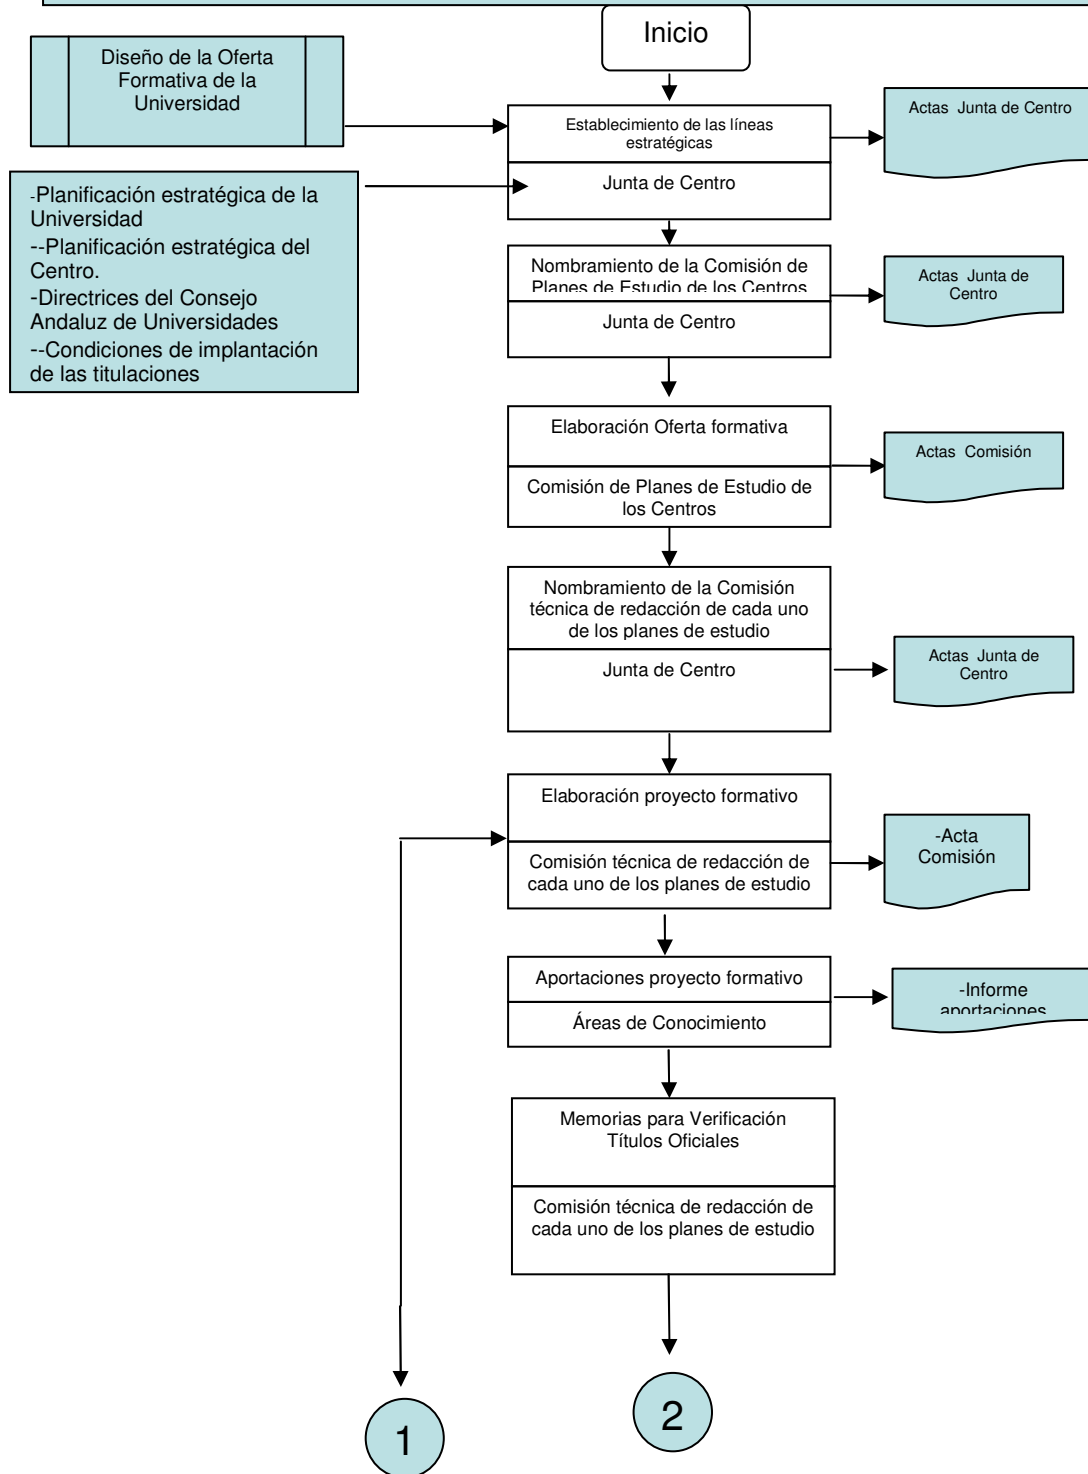 Inicio
Diseño de la Oferta
Formativa de la
Universidad
Establecimiento de las líneas
estratégicas
Junta de Centro
Actas Junta de Centro
-Planificación estratégica de la
Universidad
--Planificación estratégica del
Centro.
-Directrices del Consejo
Andaluz de Universidades
--Condiciones de implantación
de las titulaciones
Nombramiento de la Comisión de
Planes de Estudio de los Centros
Junta de Centro
Actas Junta de
Centro
Elaboración Oferta formativa
Comisión de Planes de Estudio de
los Centros
Actas Comisión
Nombramiento de la Comisión
técnica de redacción de cada uno
de los planes de estudio
Junta de Centro
Actas Junta de
Centro
Elaboración proyecto formativo
Comisión técnica de redacción de
cada uno de los planes de estudio
-Acta
Comisión
Aportaciones proyecto formativo
Áreas de Conocimiento
-Informe
aportaciones
Memorias para Verificación
Títulos Oficiales
Comisión técnica de redacción de
cada uno de los planes de estudio
1
2